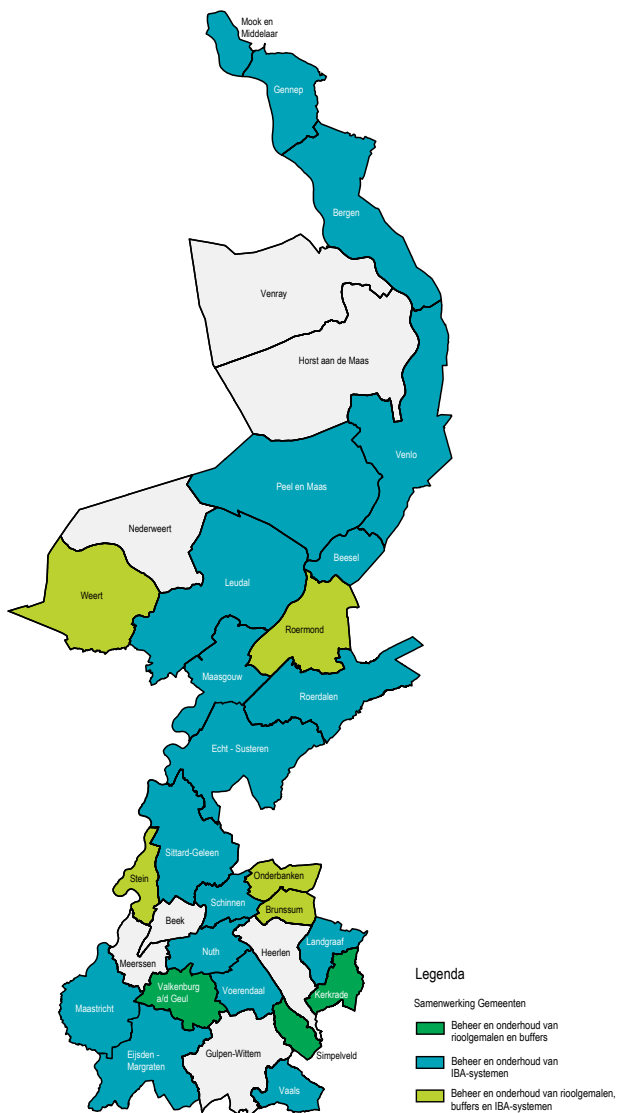 Mook en
Middelaar
Gennep
Bergen
Venray
Horst aan de Maas
Venlo
Peel en Maas
Nederweert
Beesel
Leudal
Weert
Roermond
Maasgouw
Roerdalen
Echt - Susteren
Sittard-Geleen
Stein
Onderbanken
Schinnen
Brunssum
Beek
Landgraaf
Nuth
Heerlen
Meerssen
Valkenburg
a/d Geul
Voerendaal
Kerkrade
Maastricht
Simpelveld
Eijsden -
Margraten
Gulpen-Wittem
Vaals
Legenda
Samenwerking Gemeenten
Beheer en onderhoud van
rioolgemalen en buffers
Beheer en onderhoud van
IBA-systemen
Beheer en onderhoud van rioolgemalen,
buffers en IBA-systemen